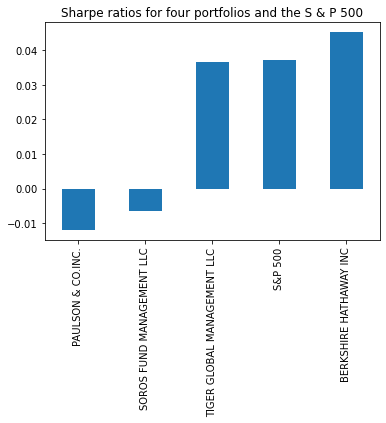 Sharpe ratios for four portfolios and the S & P 500
0.04
0.03
0.02
0.01
0.00
−0.01
PAULSON & CO.INC.
SOROS FUND MANAGEMENT LLC
TIGER GLOBAL MANAGEMENT LLC
S&P 500
BERKSHIRE HATHAWAY INC